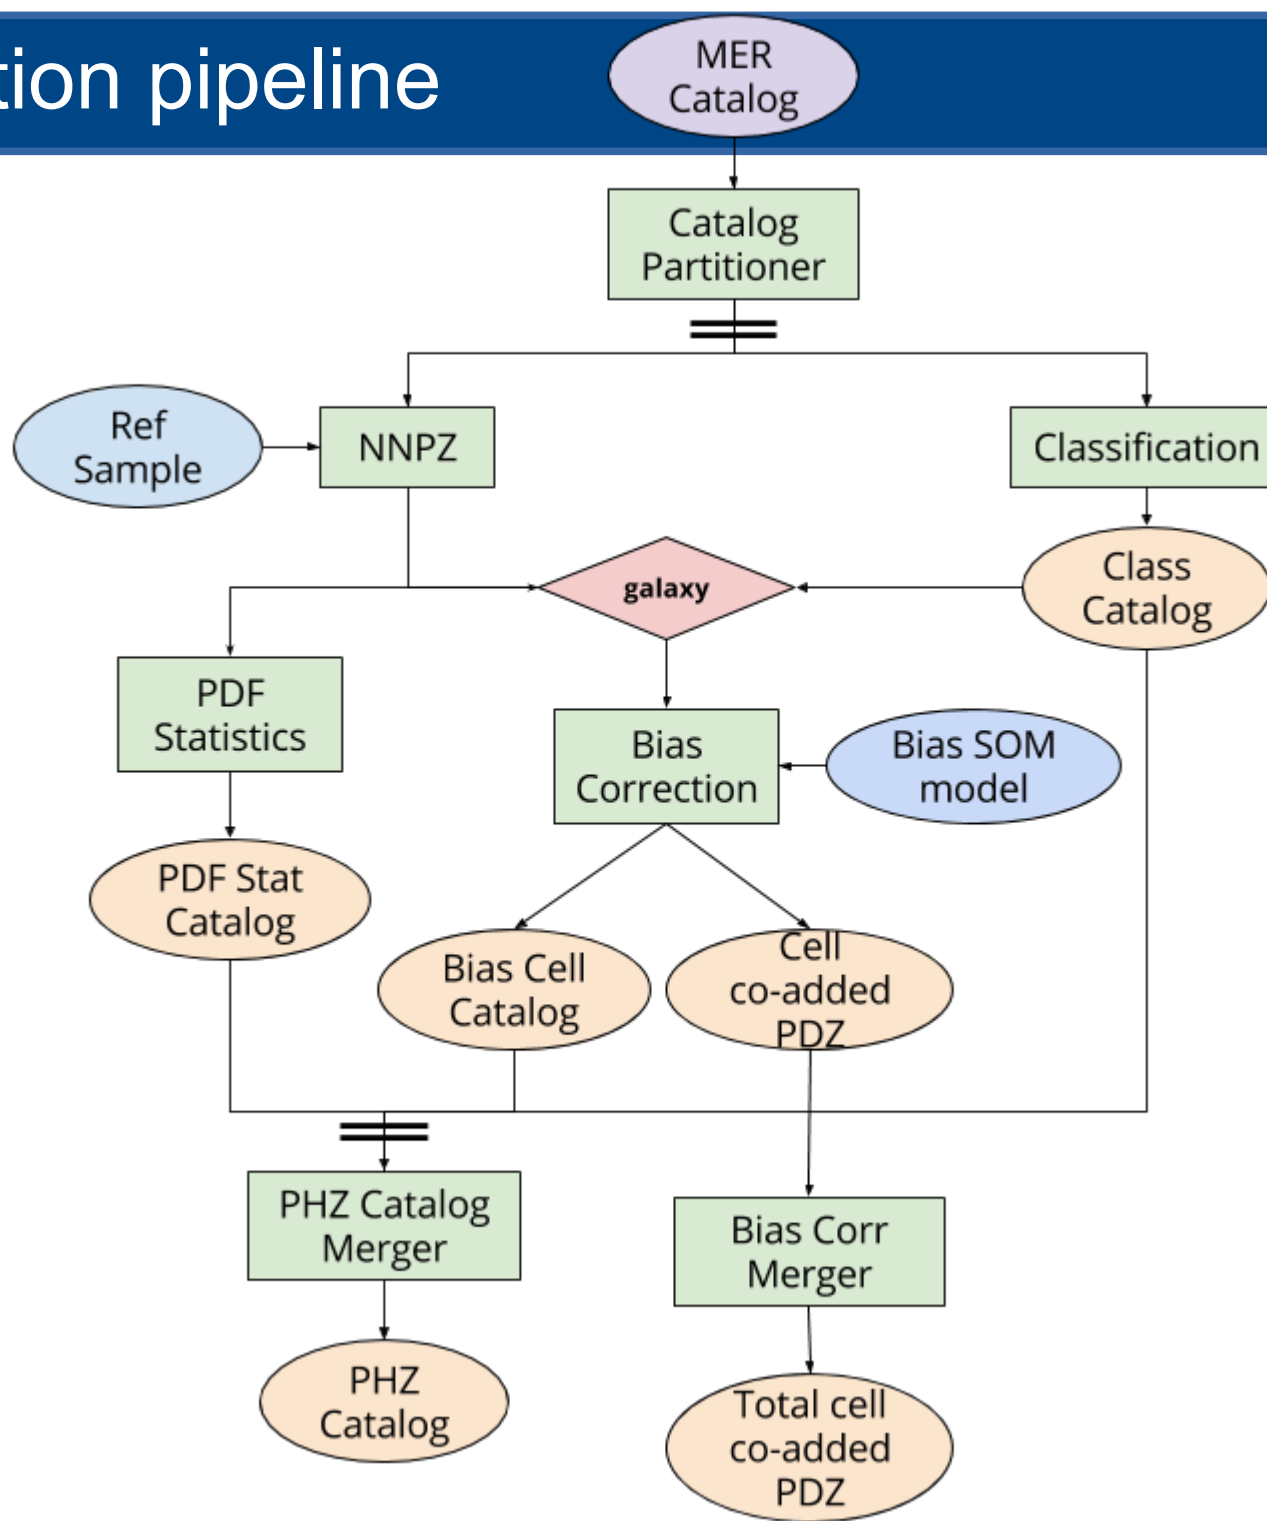 tion pipeline
MER
Catalog
Catalog
Partitioner
Ref
Sample
NNPZ
Classification
galaxy
Class
Catalog
PDF
Statistics
Bias
Correction
Bias SOM
model
PDF Stat
Catalog
Bias Cell
Catalog
Cell
co-added
PDZ
PHZ Catalog
Merger
Bias Corr
Merger
PHZ
Catalog
Total cell
co-added
PDZ